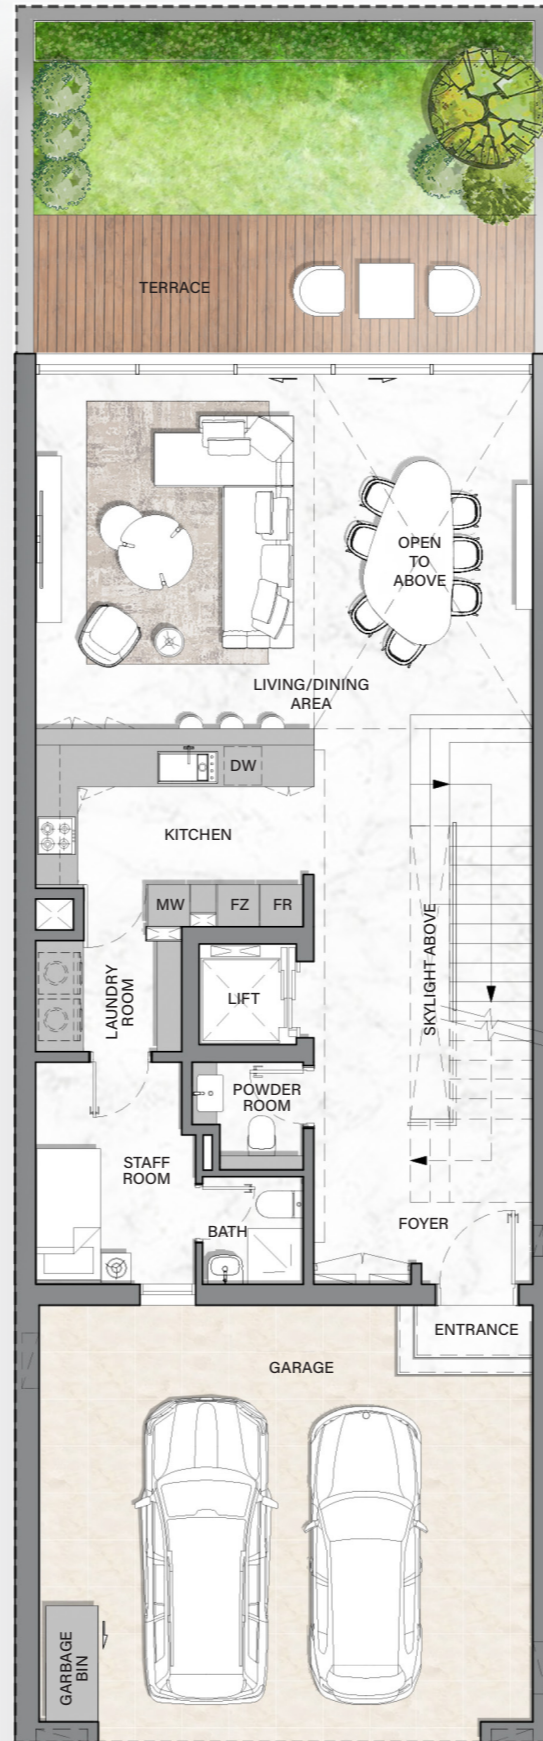 TERRACE
OPEN
TO
ABOVE
LIVING/DINING
AREA
DW
KITCHEN
MW
FZ
FR
LAUNDRY
ROOM
LIFT
SKYLIGHT ABOVE
POWDER
ROOM
STAFF
ROOM
BATH
FOYER
ENTRANCE
GARAGE
GARBAGE
BIN